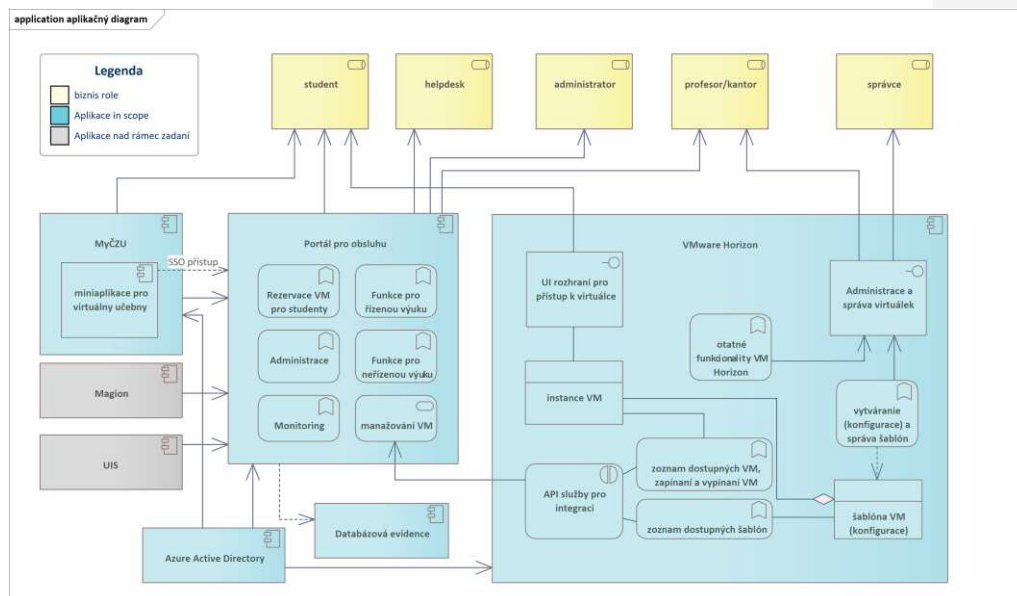 application aplikačný diagram
Legenda
biznis role
Aplikace in scope
Aplikace nad rámec zadaní
student
helpdesk
administrator
profesor/kantor
správce
MyČZU
SSO přístup
miniaplikace pro
virtuálny učebny
Magion
UIS
Azure Active Directory
Portál pro obsluhu
Rezervace VM
pro studenty
Funkce pro
řízenou výuku
Administrace
Funkce pro
neřízenou výuku
Monitoring
manažování VM
Databázová evidence
VMware Horizon
UI rozhraní pro
přístup k virtuálce
Administrace a
správa virtuálek
otatné
funkcionality VM
Horizon
instance VM
vytváranie
(konfigurace) a
správa šablón
API služby pro
integraci
zoznam dostupných VM,
zapínaní a vypínaní VM
zoznam dostupných šablón
šablóna VM
(konfigurace)